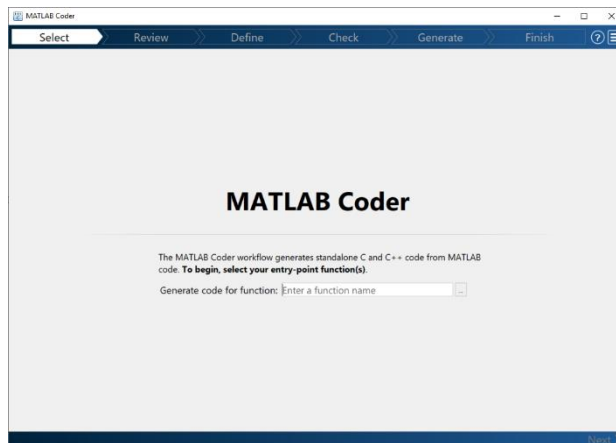 MATLAB Coder
Select Review Define Check Generate Finish ?
MATLAB Coder
The MATLAB Coder workflow generates standalone C and C++ code from MATLAB
code. To begin, select your entry-point function(s).
Generate code for function: Enter a function name ...
Next